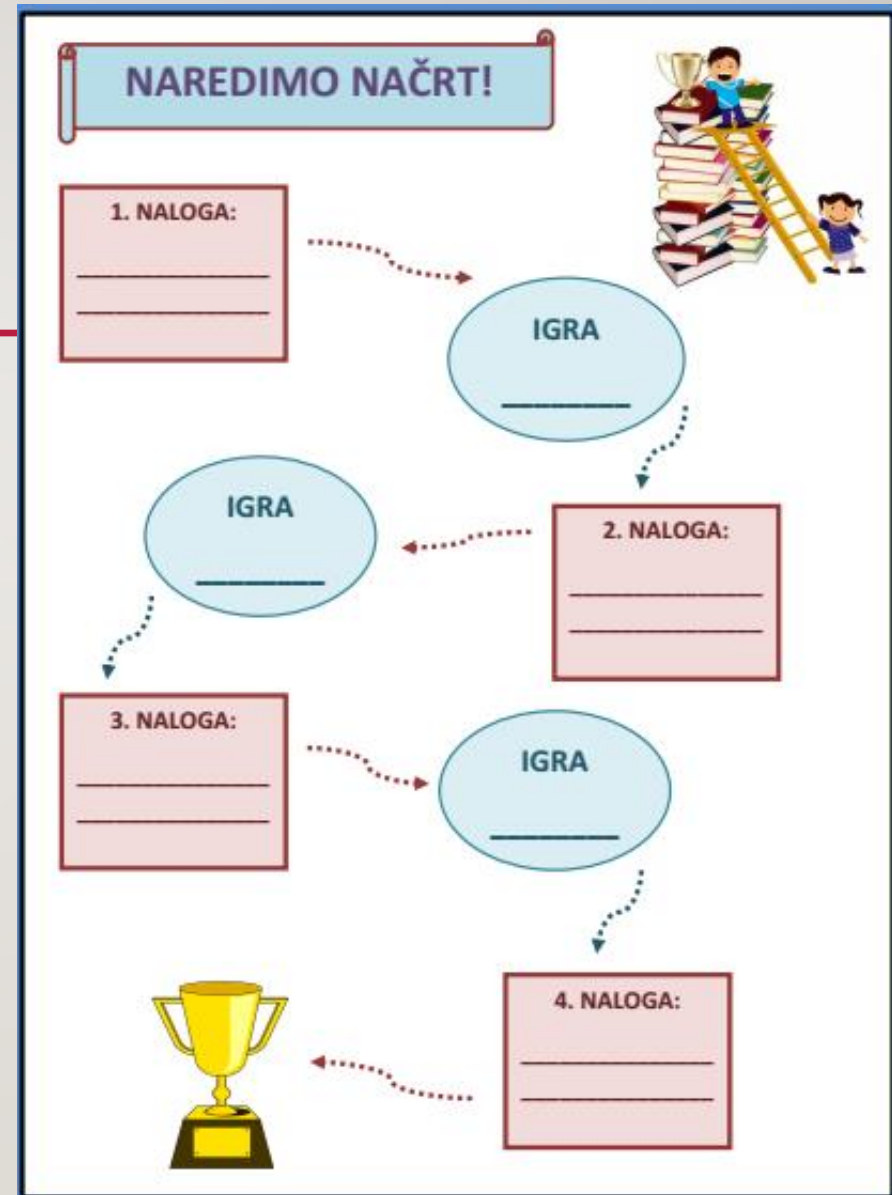 NAREDIMO NAČRT!
1. NALOGA:
IGRA
2. NALOGA:
IGRA
3. NALOGA:
IGRA
4. NALOGA: